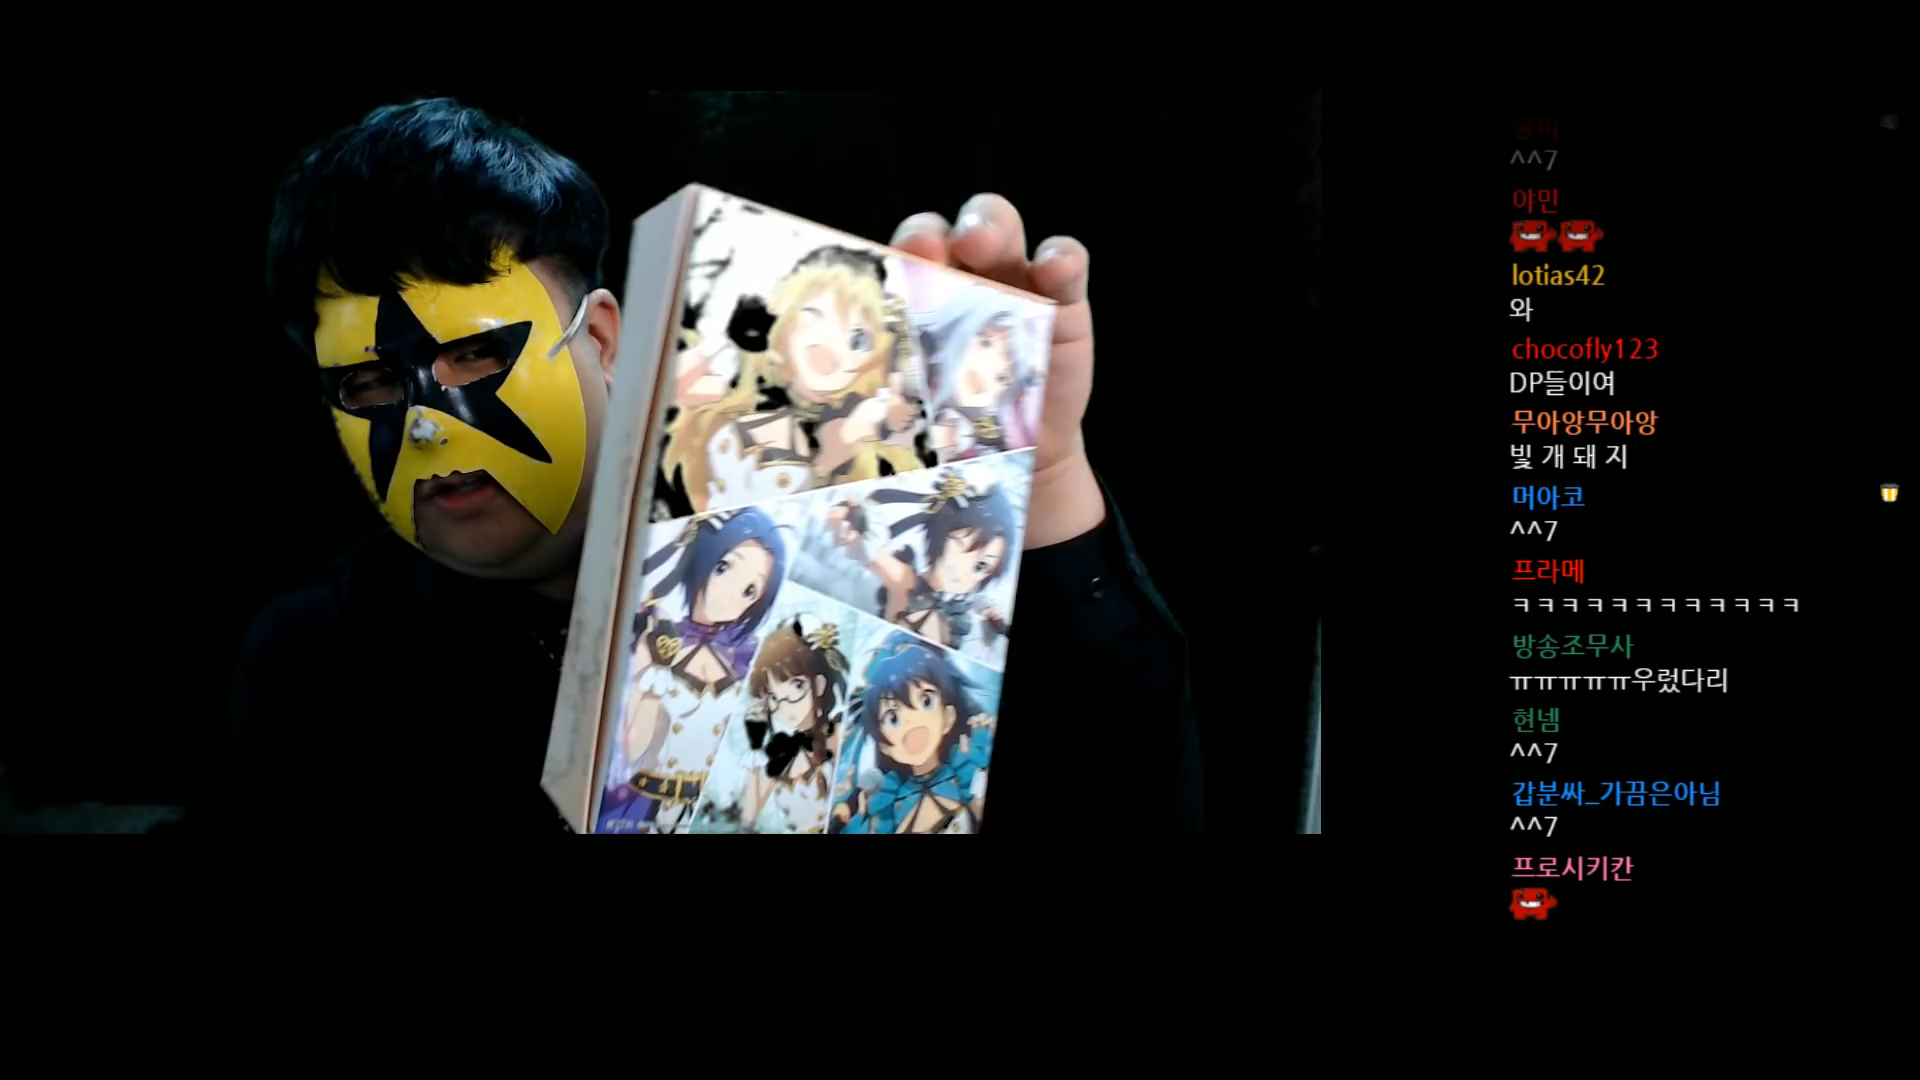 ^^7
야민
lotias42
와
chocofly123
DP들이여
무아앙무아앙
빛 개 돼 지
머아코
^^7
프라메
ㅋㅋㅋㅋㅋㅋㅋㅋㅋㅋㅋㅋ
방송조무사
ㅠㅠㅠㅠㅠ우렀다리
현넴
^^7
갑분싸_가끔은아님
^^7
프로시키칸